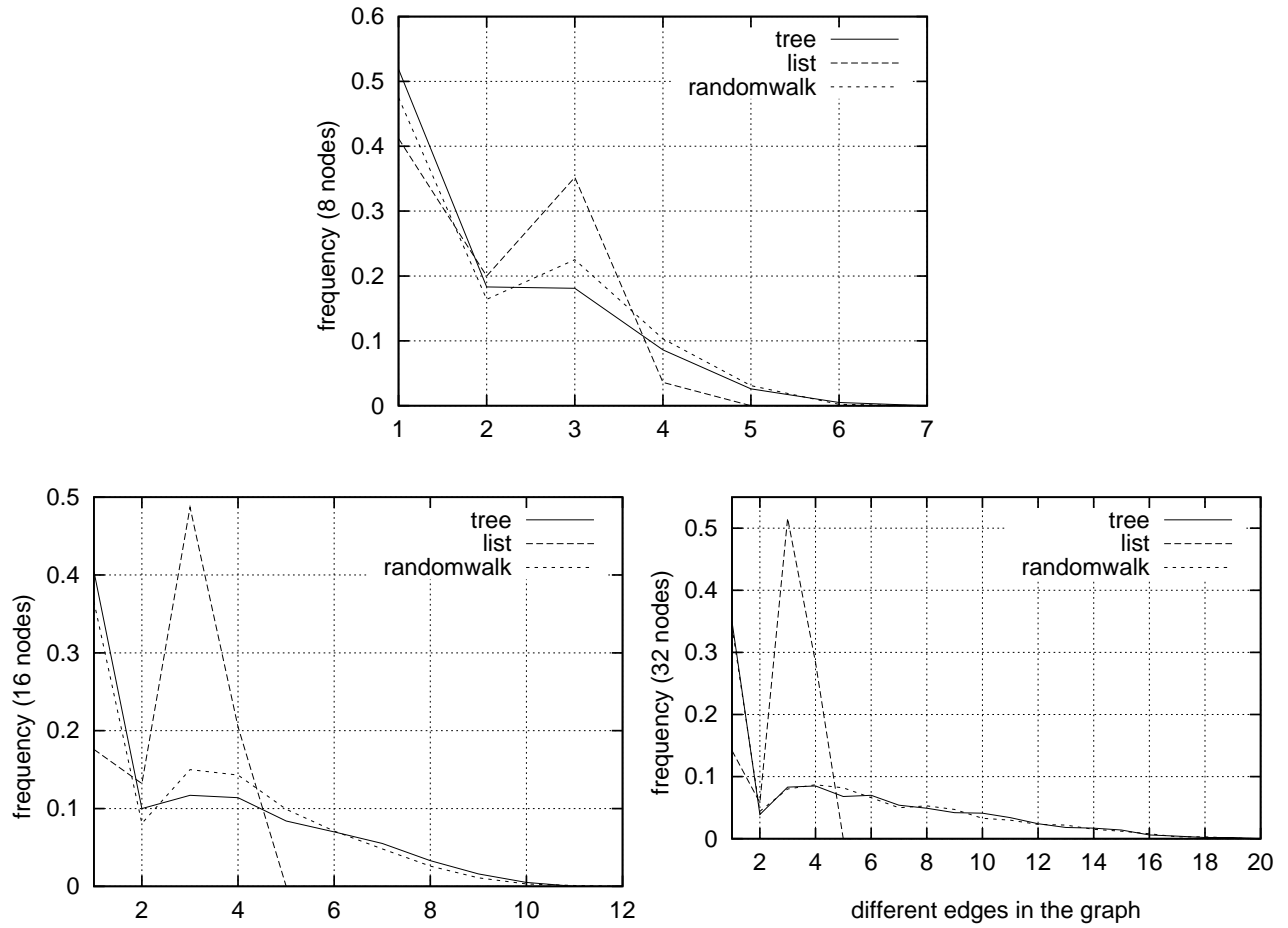 0.6
0.5
0.4
0.3
0.2
0.1
0
frequency (8 nodes)
tree
list
randomwalk
1 2 3 4 5 6 7
0.5
0.4
0.3
0.2
0.1
0
frequency (16 nodes)
tree
list
randomwalk
2 4 6 8 10 12
0.5
0.4
0.3
0.2
0.1
0
frequency (32 nodes)
tree
list
randomwalk
2 4 6 8 10 12 14 16 18 20
different edges in the graph